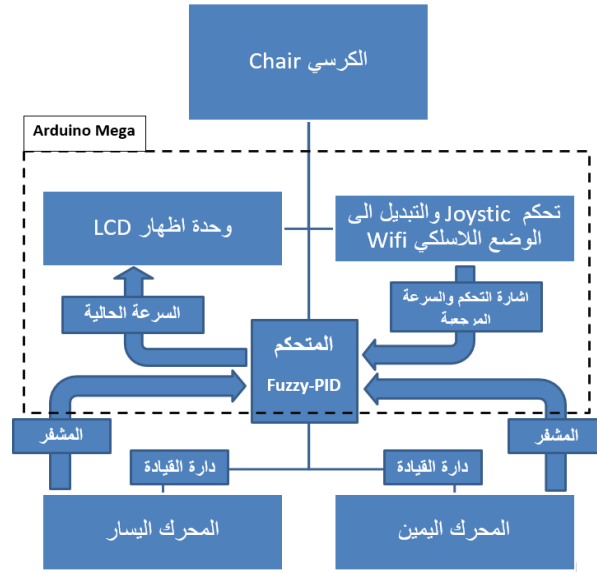 الكرسي Chair
Arduino Mega
تحكم Joystic والتبديل الى
الوضع اللاسلكي Wifi
وحدة اظهار LCD
اشارة التحكم والسرعة
المرجعية
السرعة الحالية
المتحكم
Fuzzy-PID
المشفر
المشفر
دارة القيادة
دارة القيادة
المحرك اليمين
المحرك اليسار